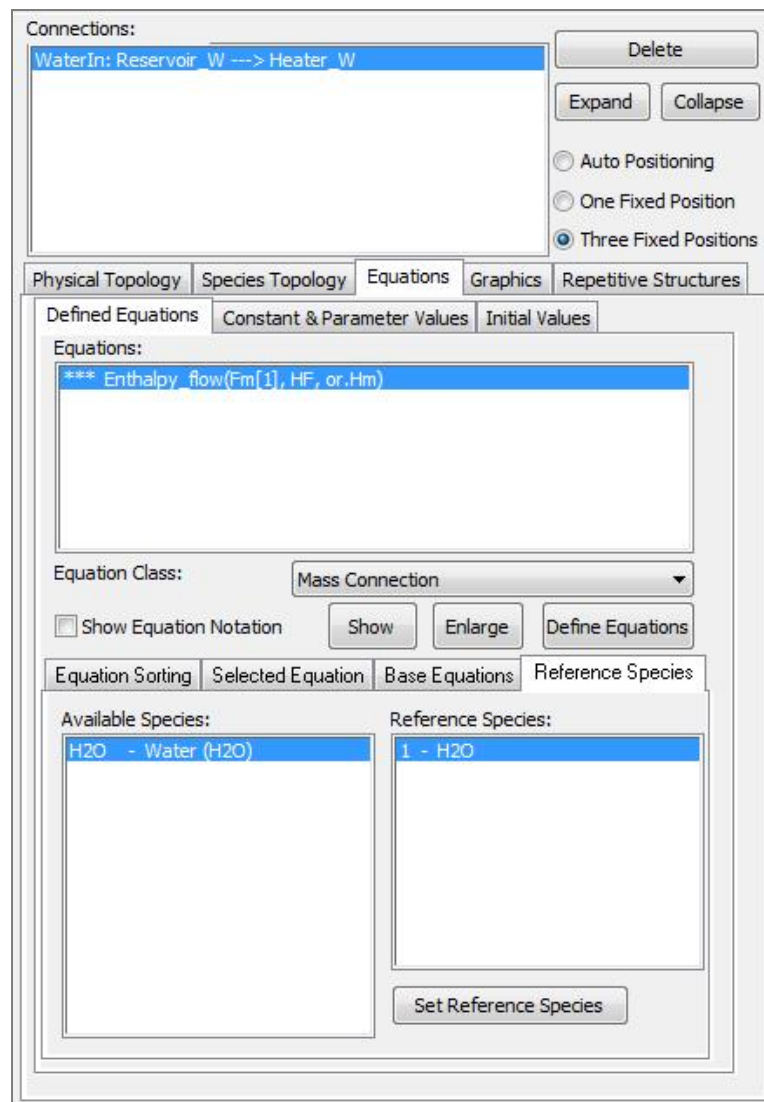 Connections:
WaterIn: Reservoir_W ---> Heater_W
Delete
Expand Collapse
Auto Positioning
One Fixed Position
Three Fixed Positions
Physical Topology Species Topology Equations Graphics Repetitive Structures
Defined Equations Constant & Parameter Values Initial Values
Equations:
*** Enthalpy_flow(Fm[1], HF, or.Hm)
Equation Class: Mass Connection
Show Equation Notation Show Enlarge Define Equations
Equation Sorting Selected Equation Base Equations Reference Species
Available Species: Reference Species:
H2O - Water (H2O) 1 - H2O
Set Reference Species